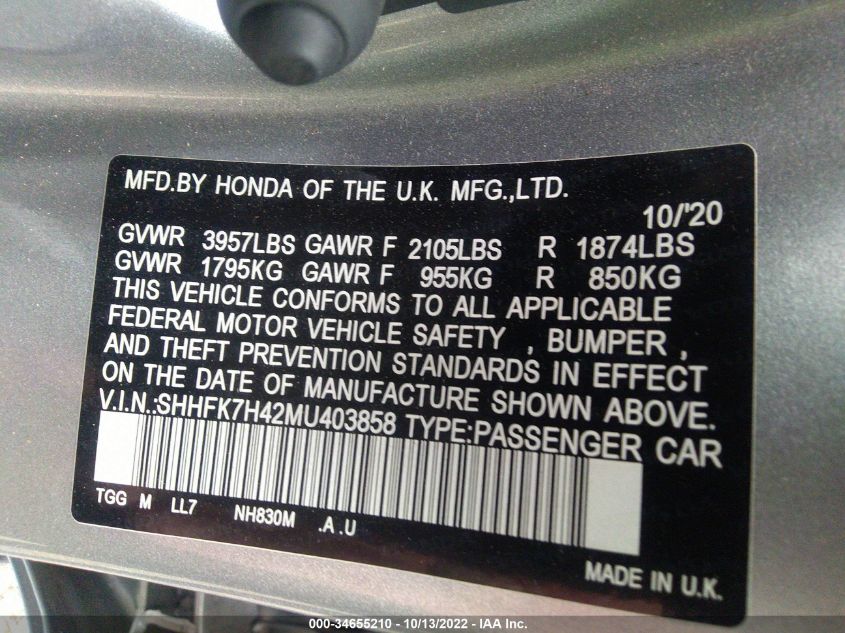 MFD.BY HONDA OF THE U.K. MFG.,LTD.
10/'20
GVWR 3957LBS GAWR F 2105LBS R 1874LBS
GVWR 1795KG GAWR F 955KG R 850KG
THIS VEHICLE CONFORMS TO ALL APPLICABLE
FEDERAL MOTOR VEHICLE SAFETY , BUMPER ,
AND THEFT PREVENTION STANDARDS IN EFFECT
ON THE DATE OF MANUFACTURE SHOWN ABOVE.
V.I.N.:SHHFK7H42MU403858 TYPE:PASSENGER CAR
TGG M LL7 NH830M .A .U
MADE IN U.K.
000-34655210 - 10/13/2022 - IAA Inc.